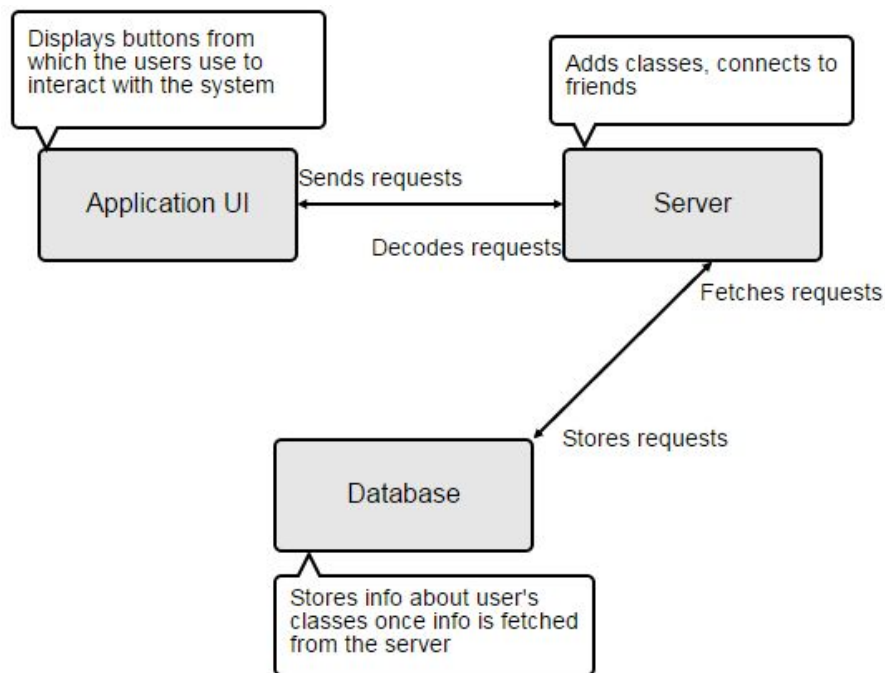 Displays buttons from
which the users use to
interact with the system
Adds classes, connects to
friends
Application UI
Sends requests
Server
Decodes requests
Fetches requests
Stores requests
Database
Stores info about user's
classes once info is fetched
from the server